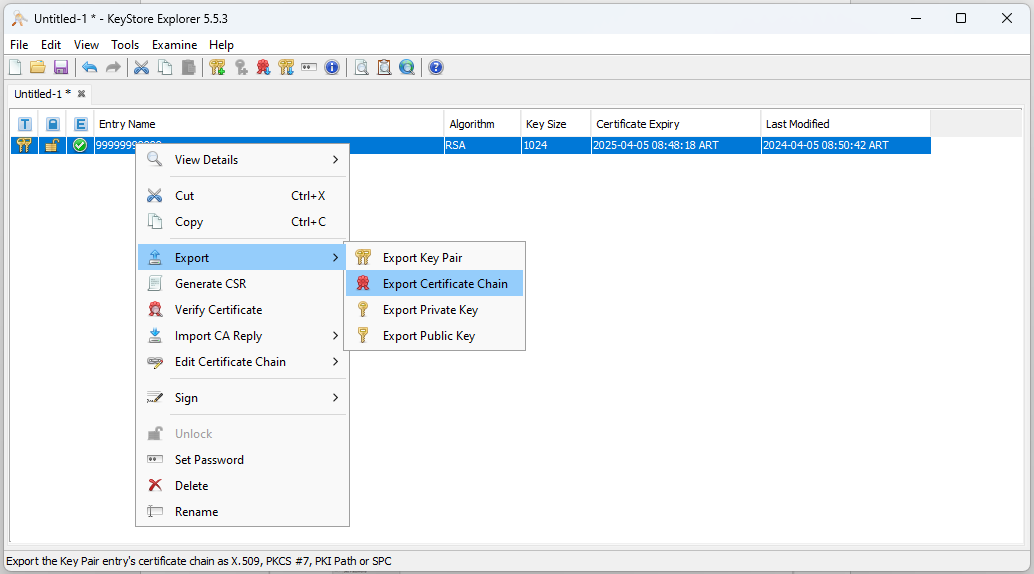 Untitled-1 * - KeyStore Explorer 5.5.3
File Edit View Tools Examine Help
Untitled-1 *
T E Entry Name Algorithm Key Size Certificate Expiry Last Modified
RSA 1024 2025-04-05 08:48:18 ART 2024-04-05 08:50:42 ART
View Details
Cut Ctrl+X
Copy Ctrl+C
Export
Generate CSR
Verify Certificate
Import CA Reply
Edit Certificate Chain
Sign
Unlock
Set Password
Delete
Rename
Export Key Pair
Export Certificate Chain
Export Private Key
Export Public Key
Export the Key Pair entry's certificate chain as X.509, PKCS #7, PKI Path or SPC